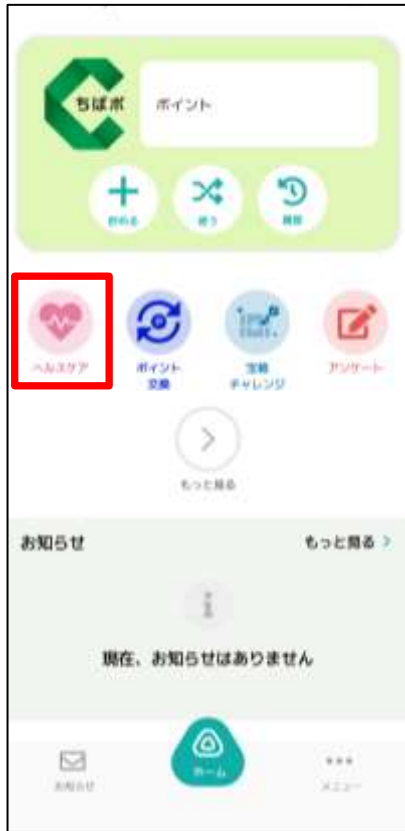 ちばポ
ポイント
貯める
使う
履歴
ヘルスケア
ポイント
交換
チャレンジ
アンケート
もっと見る
お知らせ
もっと見る
現在、お知らせはありません
お知らせ
ホーム
メニュー